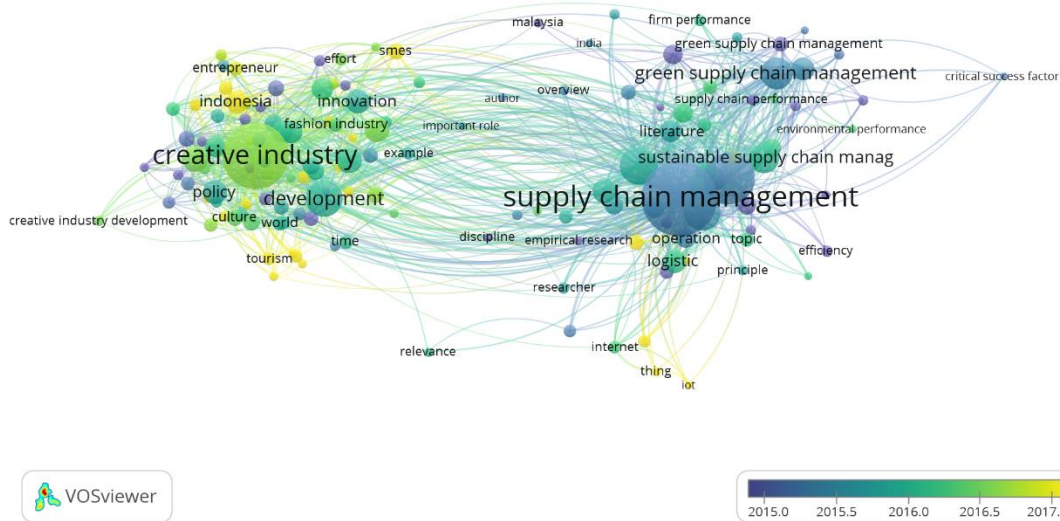 malaysia
firm performance
smes
effort
india
green supply chain management
entrepreneur
green supply chain management
critical success factor
indonesia
innovation
author
overview
supply chain performance
fashion industry
important role
literature
environmental performance
creative industry
example
sustainable supply chain manag
policy
development
supply chain management
creative industry development
culture
world
time
discipline
empirical research
operation
topic
efficiency
tourism
logistic
principle
researcher
relevance
internet
thing
iot
VOSviewer
2015.0 2015.5 2016.0 2016.5 2017.